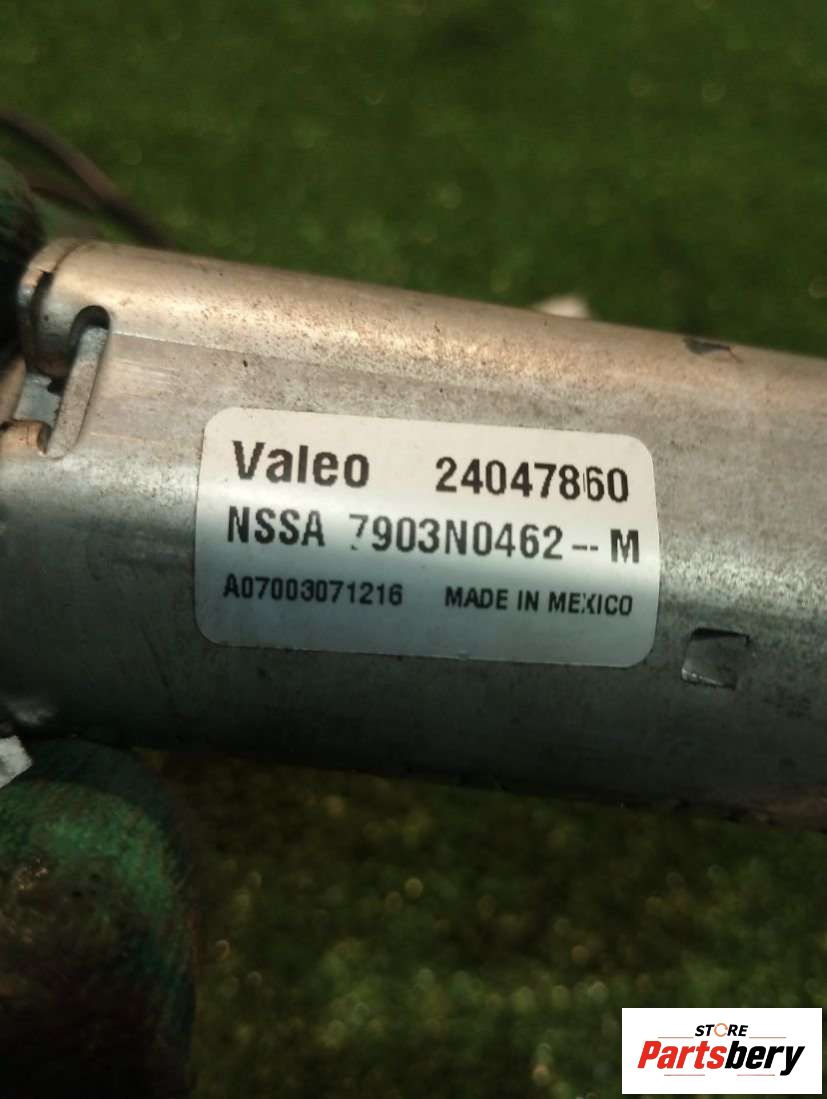 Valeo 24047860
NSSA 7903N0462--M
A07003071216 MADE IN MEXICO
STORE
Partsbery